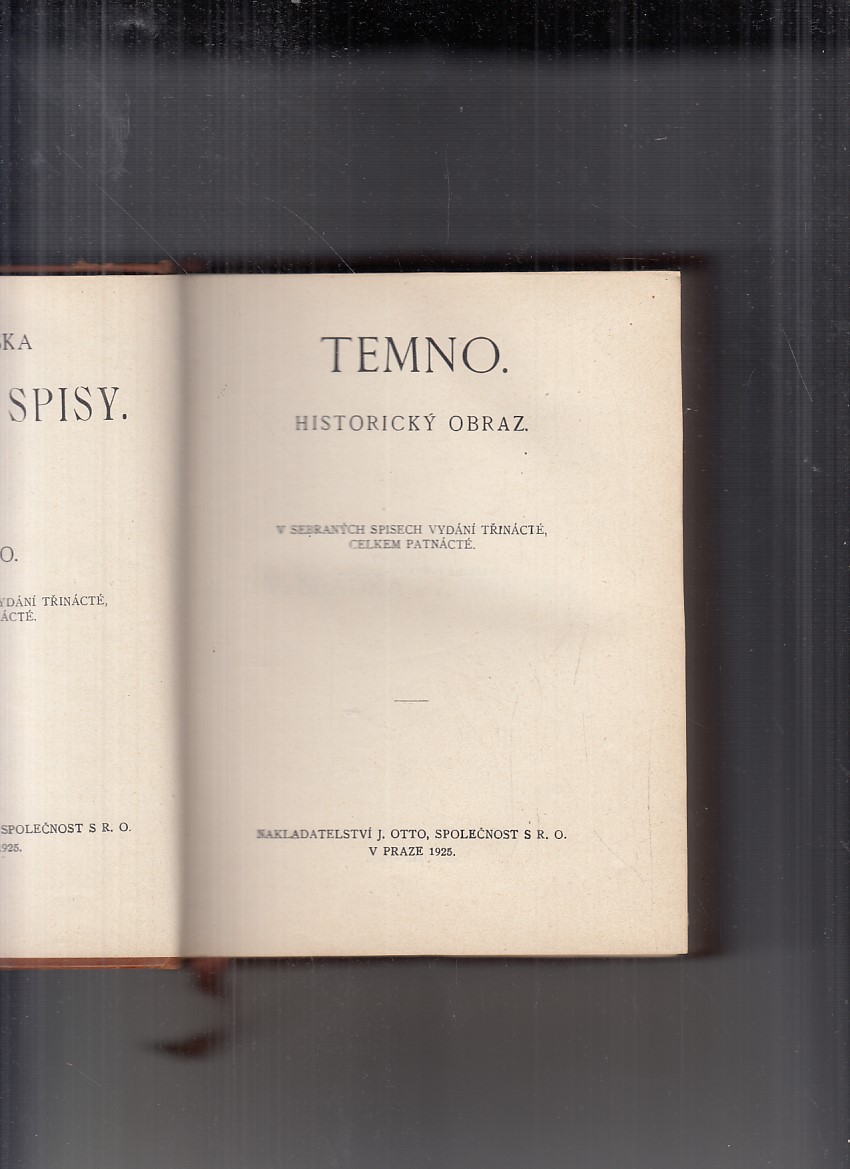 SKA
SPISY.
O.
YDÁNÍ TŘINÁCTÉ,
ÁCTÉ.
SPOLEČNOST S R. O.
1925.
TEMNO.
HISTORICKÝ OBRAZ.
V SEBRANÝCH SPISECH VYDÁNÍ TŘINÁCTÉ,
CELKEM PATNÁCTÉ.
NAKLADATELSTVÍ J. OTTO, SPOLEČNOST S R. O.
V PRAZE 1925.